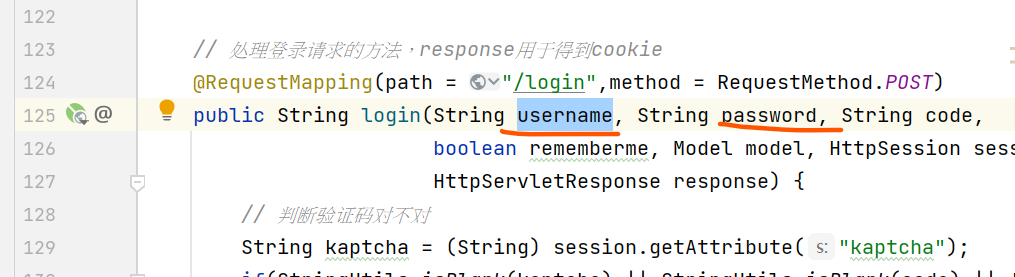 122
123 // 处理登录请求的方法，response用于得到cookie
124 @RequestMapping(path = "/login",method = RequestMethod.POST)
125 @ public String login(String username, String password, String code,
126 boolean rememberme, Model model, HttpSession sess
127 HttpServletResponse response) {
128 // 判断验证码对不对
129 String kaptcha = (String) session.getAttribute( s: "kaptcha");